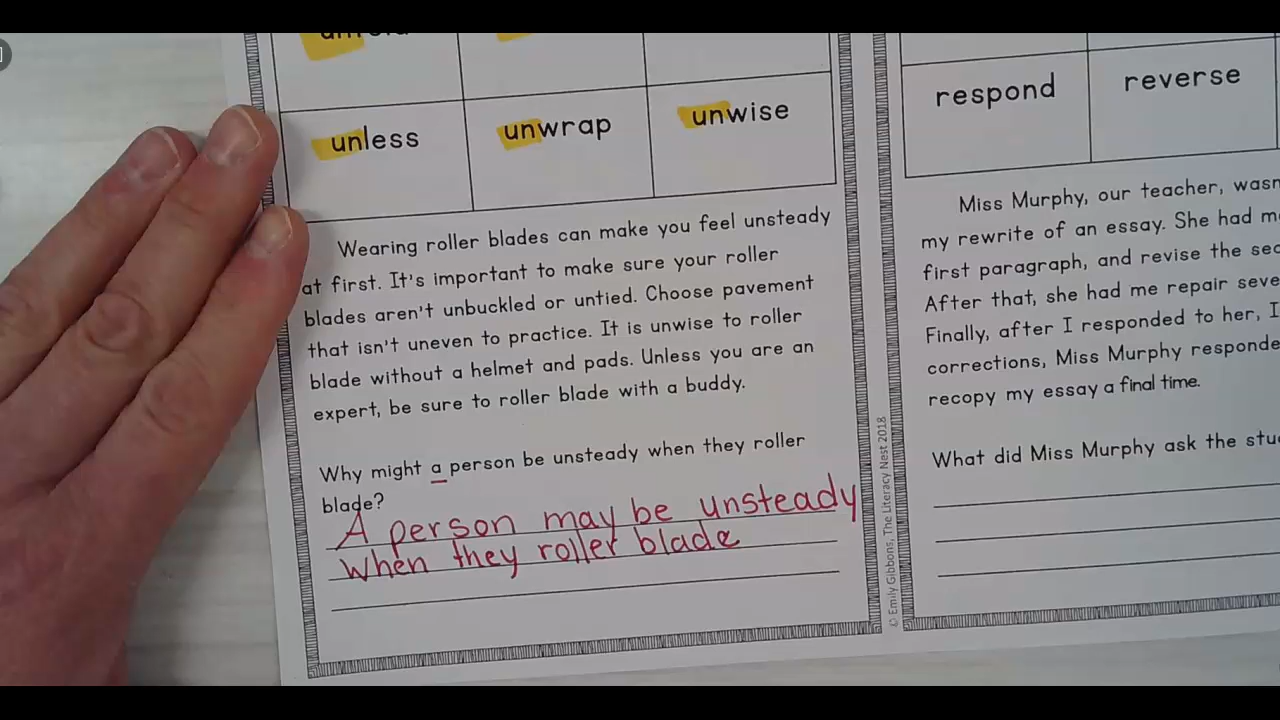 unless unwrap unwise
Wearing roller blades can make you feel unsteady
at first. It's important to make sure your roller
blades aren't unbuckled or untied. Choose pavement
that isn't uneven to practice. It is unwise to roller
blade without a helmet and pads. Unless you are an
expert, be sure to roller blade with a buddy.
Why might a person be unsteady when they roller
blade?
A person may be unsteady
when they roller blade
© Emily Gibbons, The Literacy Nest 2018
respond reverse
Miss Murphy, our teacher,
my rewrite of an essay. She had
first paragraph, and revise the
After that, she had me repair
Finally, after I responded to her, I
corrections, Miss Murphy
recopy my essay a final time.
What did Miss Murphy ask the